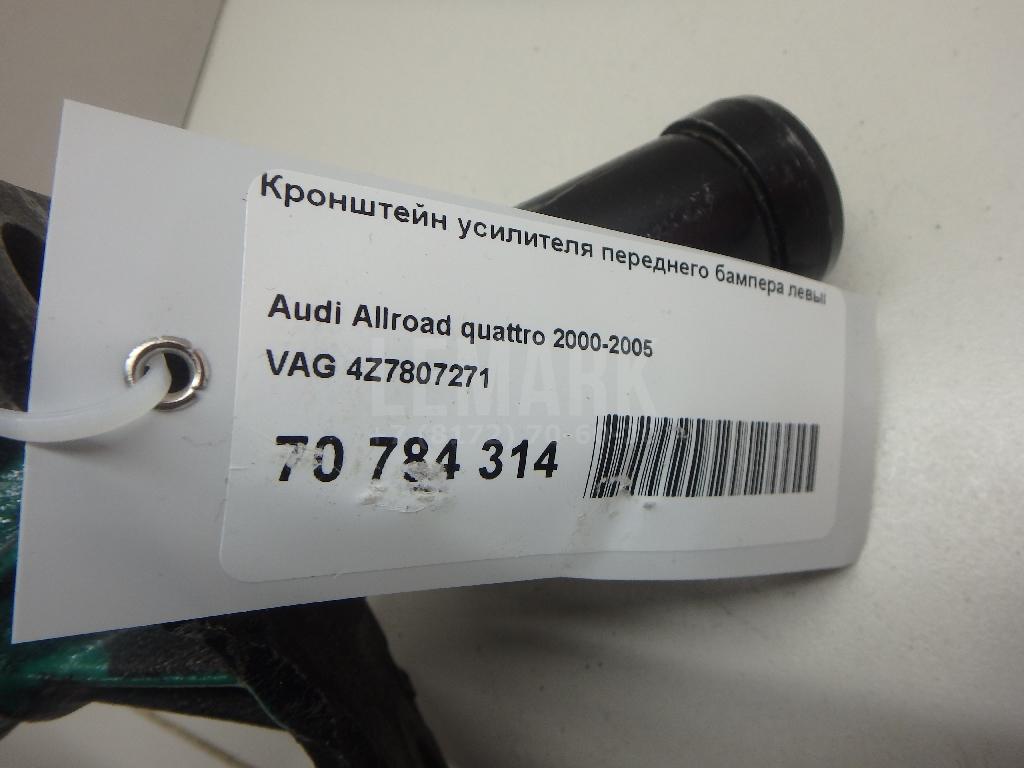 Кронштейн усилителя переднего бампера левый
Audi Allroad quattro 2000-2005
VAG 4Z7807271
LEMARK
70 784 314